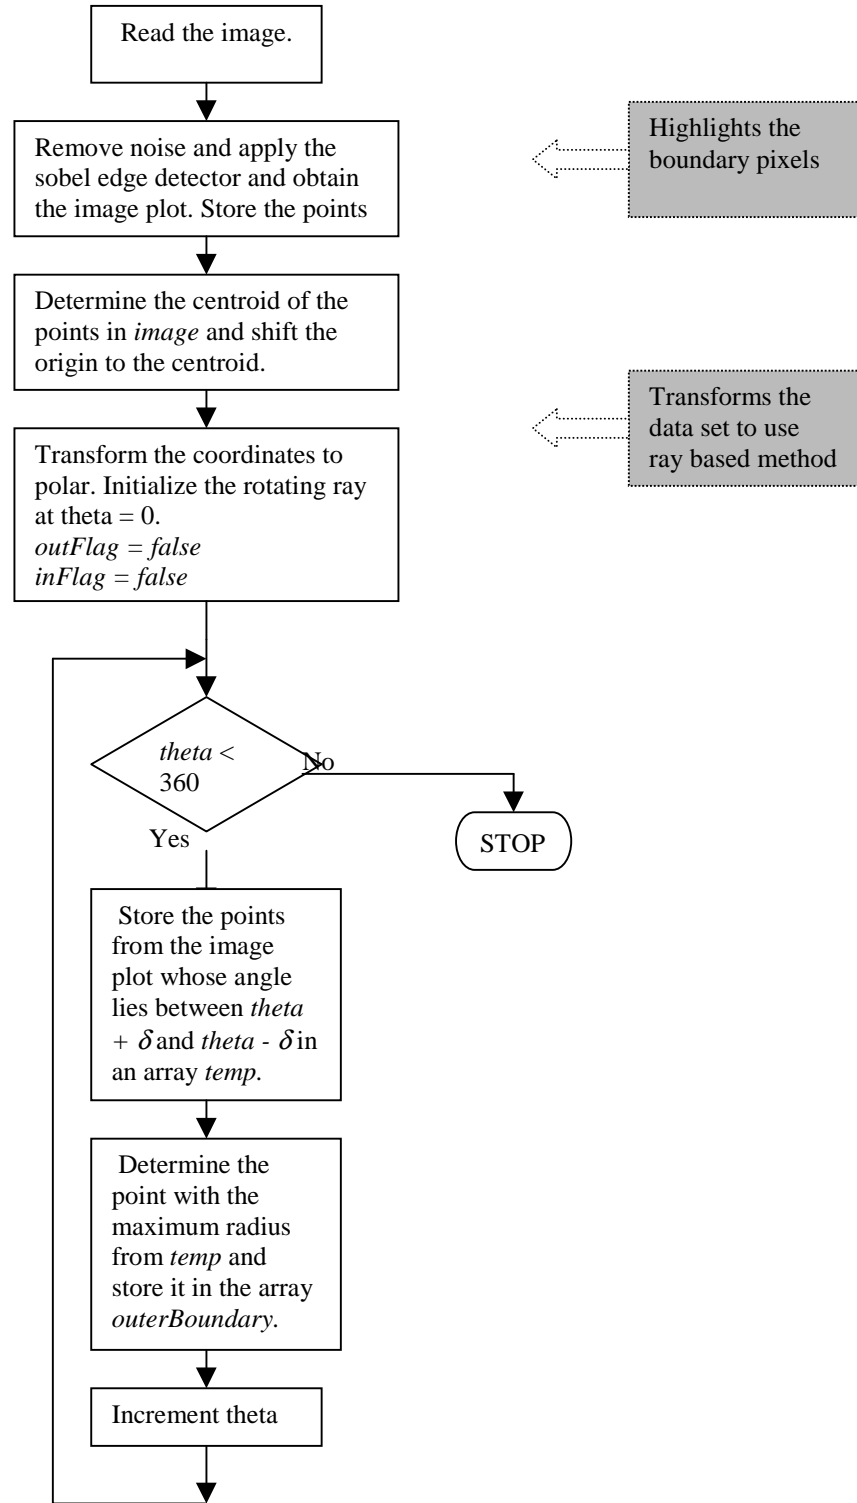 Read the image.
Remove noise and apply the
sobel edge detector and obtain
the image plot. Store the points
Highlights the
boundary pixels
Determine the centroid of the
points in image and shift the
origin to the centroid.
Transform the coordinates to
polar. Initialize the rotating ray
at theta = 0.
outFlag = false
inFlag = false
Transforms the
data set to use
ray based method
theta <
360
No
Yes
STOP
Store the points
from the image
plot whose angle
lies between theta
+ δ and theta - δ in
an array temp.
Determine the
point with the
maximum radius
from temp and
store it in the array
outerBoundary.
Increment theta